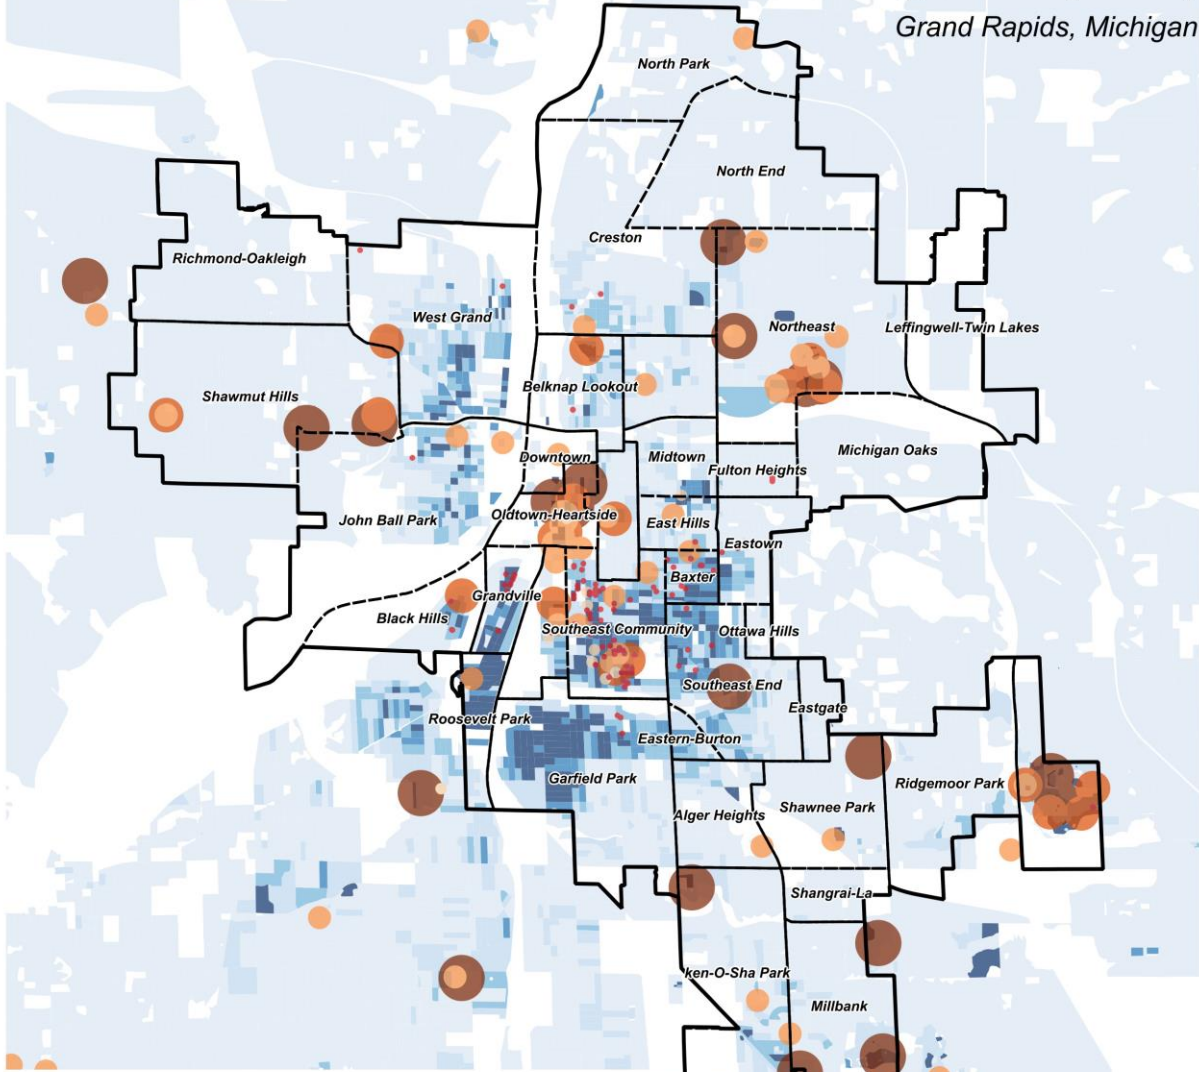 Grand Rapids, Michigan
North Park
North End
Creston
Richmond-Oakleigh
West Grand
Northeast
Leffingwell-Twin Lakes
Belknap Lookout
Shawmut Hills
Michigan Oaks
Downtown
Midtown
Fulton Heights
John Ball Park
Oldtown-Heartside
East Hills
Eastown
Baxter
Grandville
Black Hills
Southeast Community
Ottawa Hills
Southeast End
Eastgate
Roosevelt Park
Eastern-Burton
Garfield Park
Ridgemoor Park
Alger Heights
Shawnee Park
Shangrai-La
ken-O-Sha Park
Millbank